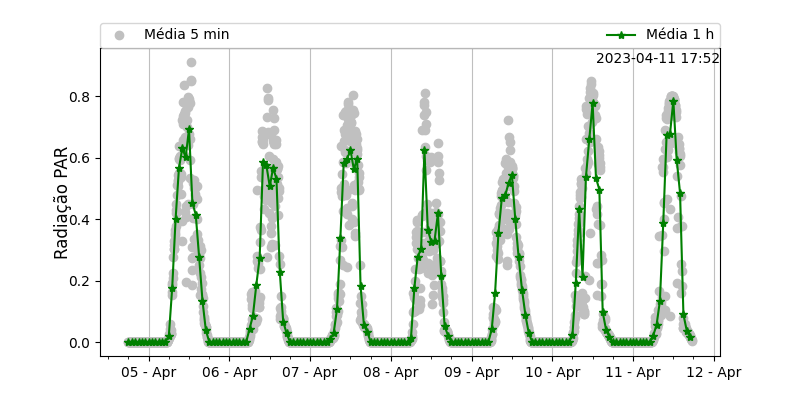 Média 5 min
Média 1 h
2023-04-11 17:52
Radiação PAR
0.8
0.6
0.4
0.2
0.0
05 - Apr
06 - Apr
07 - Apr
08 - Apr
09 - Apr
10 - Apr
11 - Apr
12 - Apr